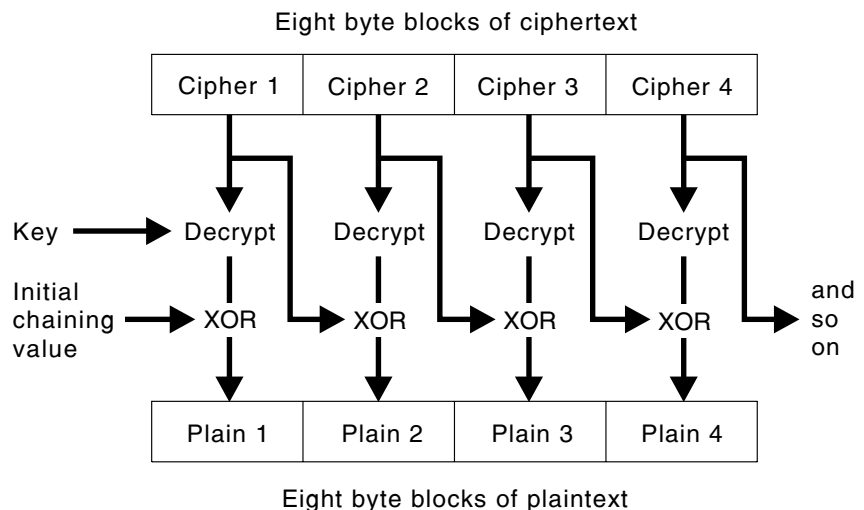 Eight byte blocks of ciphertext
Cipher 1 Cipher 2 Cipher 3 Cipher 4
Key Decrypt Decrypt Decrypt Decrypt
Initial
chaining
value
XOR XOR XOR XOR
and
so
on
Plain 1 Plain 2 Plain 3 Plain 4
Eight byte blocks of plaintext